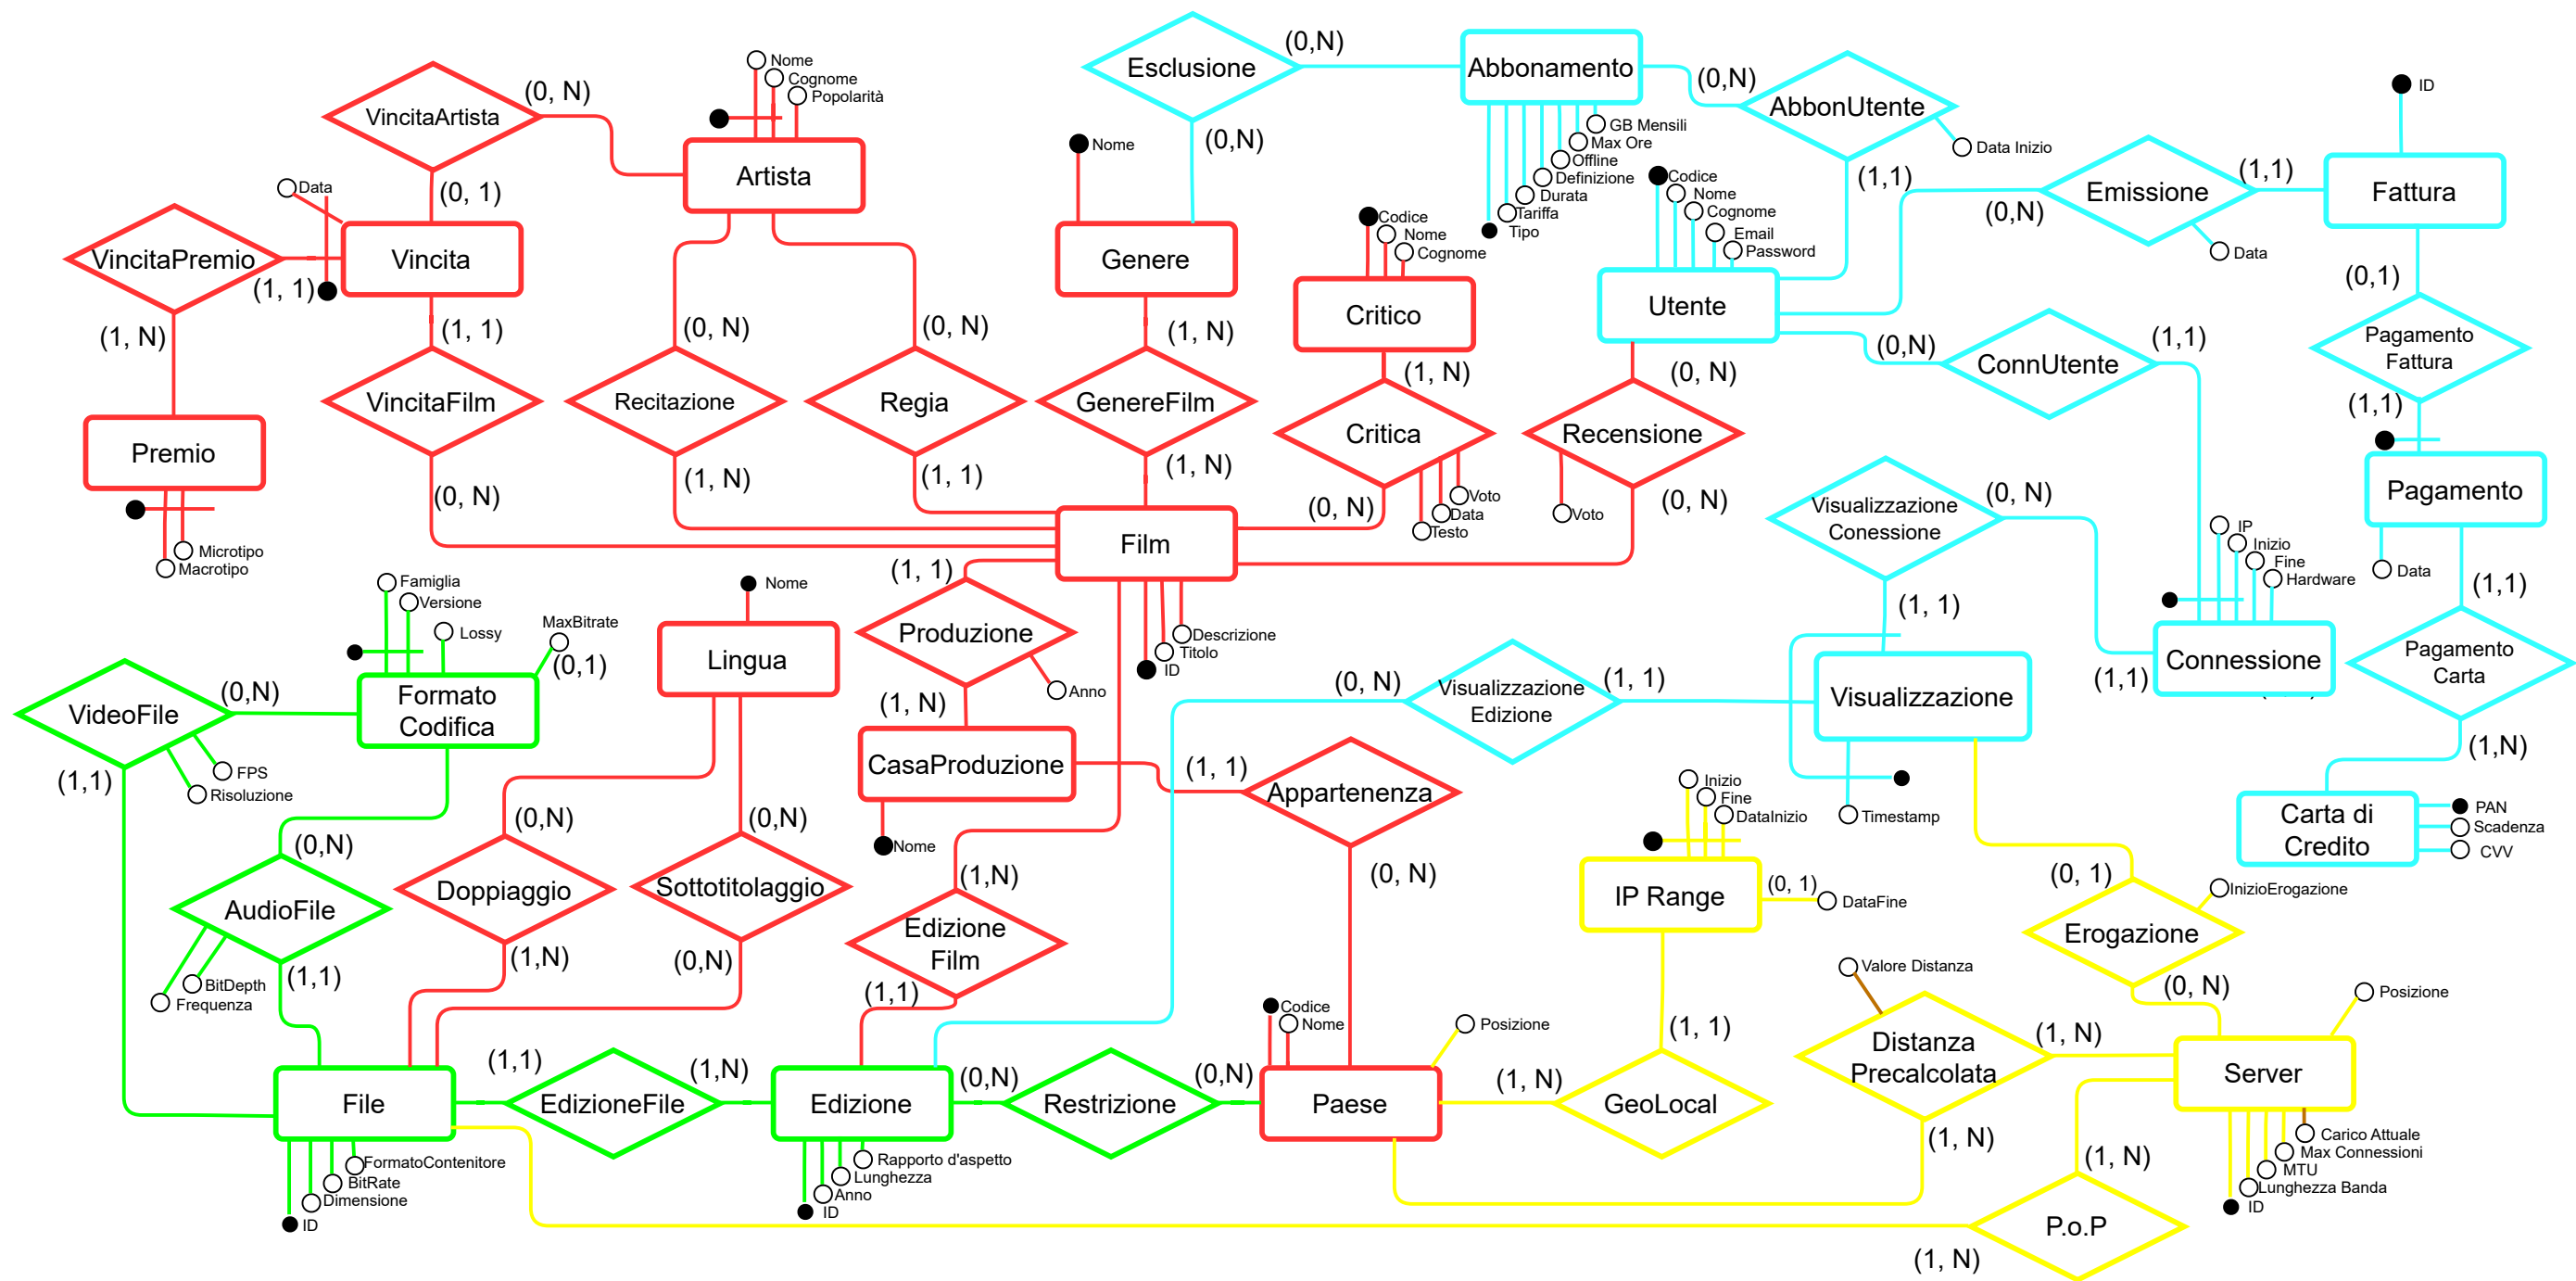 Esclusione
(0,N)
(0,N)
Abbonamento
GB Mensili
Max Ore
Offline
Definizione
Durata
Tariffa
Tipo
(0,N)
AbbonUtente
Data Inizio
(1,1)
ID
Fattura
(1,1)
Emissione
(0,N)
Data
(0,1)
Pagamento
Fattura
(1,1)
Pagamento
Data
(1,1)
Pagamento
Carta
(1,N)
Carta di
Credito
PAN
Scadenza
CVV
VincitaArtista
(0, N)
(0, 1)
Nome
Cognome
Popolarità
Artista
Data
Vincita
VincitaPremio
(1, 1)
(1, N)
Premio
Microtipo
Macrotipo
(1, 1)
VincitaFilm
(0, N)
(0, N)
Recitazione
(1, N)
(0, N)
Regia
(1, 1)
Nome
Genere
(1, N)
GenereFilm
(1, N)
Codice
Nome
Cognome
Critico
(1, N)
Critica
(0, N)
Voto
Data
Testo
Codice
Nome
Cognome
Email
Password
Utente
(0, N)
Recensione
(0, N)
Voto
(0,N)
ConnUtente
(1,1)
Visualizzazione
Conessione
(0, N)
(1, 1)
IP
Inizio
Fine
Hardware
Connessione
(1,1)
Film
Descrizione
Titolo
ID
(1, 1)
Produzione
Anno
(1, N)
CasaProduzione
Nome
Famiglia
Versione
Lossy
MaxBitrate
(0,1)
Formato
Codifica
(0,N)
VideoFile
(1,1)
FPS
Risoluzione
(0,N)
AudioFile
(1,1)
BitDepth
Frequenza
Nome
Lingua
(0,N)
Doppiaggio
(1,N)
(0,N)
Sottotitolaggio
(0,N)
(1,N)
Edizione
Film
(1,1)
(1, 1)
Appartenenza
(0, N)
(0, N)
Visualizzazione
Edizione
(1, 1)
Visualizzazione
Timestamp
Inizio
Fine
DataInizio
IP Range
(0, 1)
DataFine
(1, 1)
GeoLocal
(1, N)
(0, 1)
InizioErogazione
Erogazione
(0, N)
Valore Distanza
Distanza
Precalcolata
(1, N)
(1, N)
Posizione
Server
Carico Attuale
Max Connessioni
MTU
Lunghezza Banda
ID
(1, N)
P.o.P
(1, N)
File
FormatoContenitore
BitRate
Dimensione
ID
(1,1)
EdizioneFile
(1,N)
Edizione
Rapporto d'aspetto
Lunghezza
Anno
ID
(0,N)
Restrizione
(0,N)
Codice
Nome
Posizione
Paese